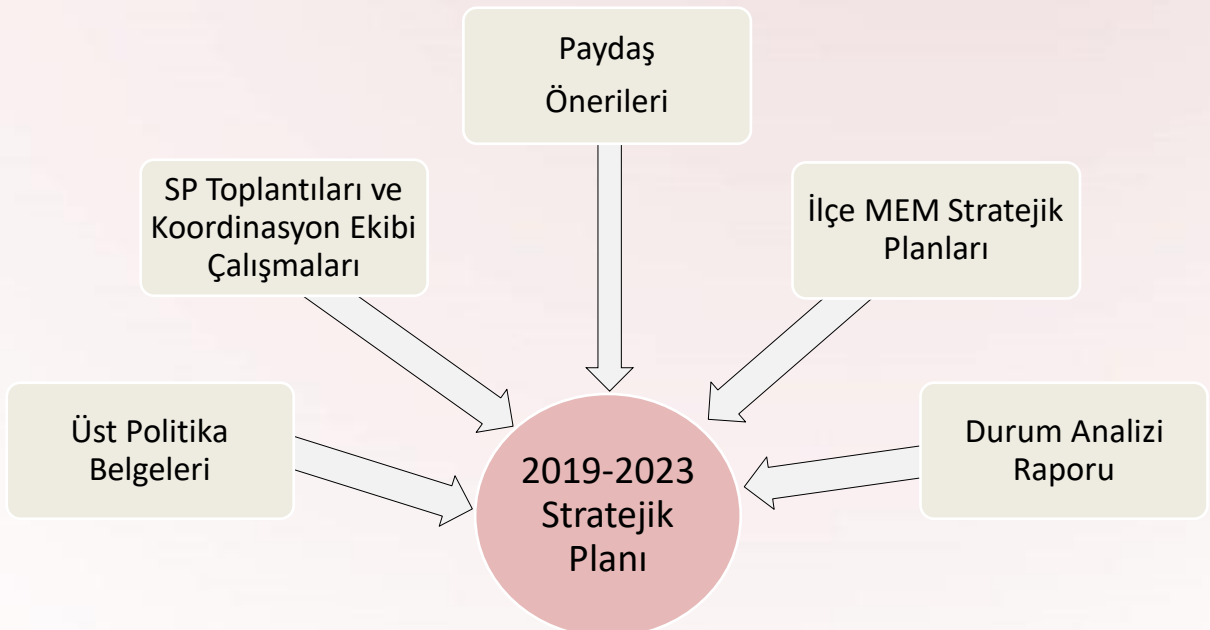 Paydaş
Önerileri
SP Toplantıları ve
Koordinasyon Ekibi
Çalışmaları
İlçe MEM Stratejik
Planları
Üst Politika
Belgeleri
Durum Analizi
Raporu
2019-2023
Stratejik
Planı